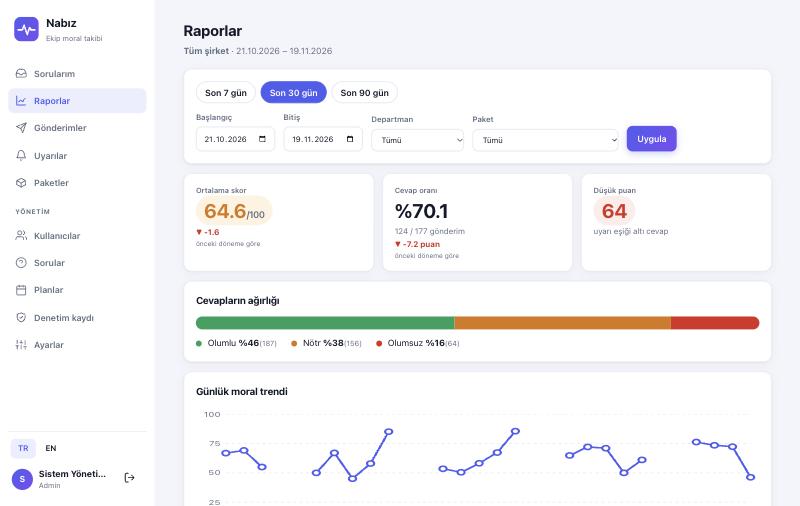 Nabız
Ekip moral takibi
Sorularım
Raporlar
Gönderimler
Uyarılar
Paketler
YÖNETİM
Kullanıcılar
Sorular
Planlar
Denetim kaydı
Ayarlar
TR EN
S
Sistem Yöneti...
Admin
Raporlar
Tüm şirket · 21.10.2026 – 19.11.2026
Son 7 gün Son 30 gün Son 90 gün
Başlangıç Bitiş Departman Paket
21.10.2026 19.11.2026 Tümü Tümü Uygula
Ortalama skor
64.6/100
▼ -1.6
önceki döneme göre
Cevap oranı
%70.1
124 / 177 gönderim
▼ -7.2 puan
önceki döneme göre
Düşük puan
64
uyarı eşiği altı cevap
Cevapların ağırlığı
Olumlu %46(187) Nötr %38(156) Olumsuz %16(64)
Günlük moral trendi
100
75
50
25